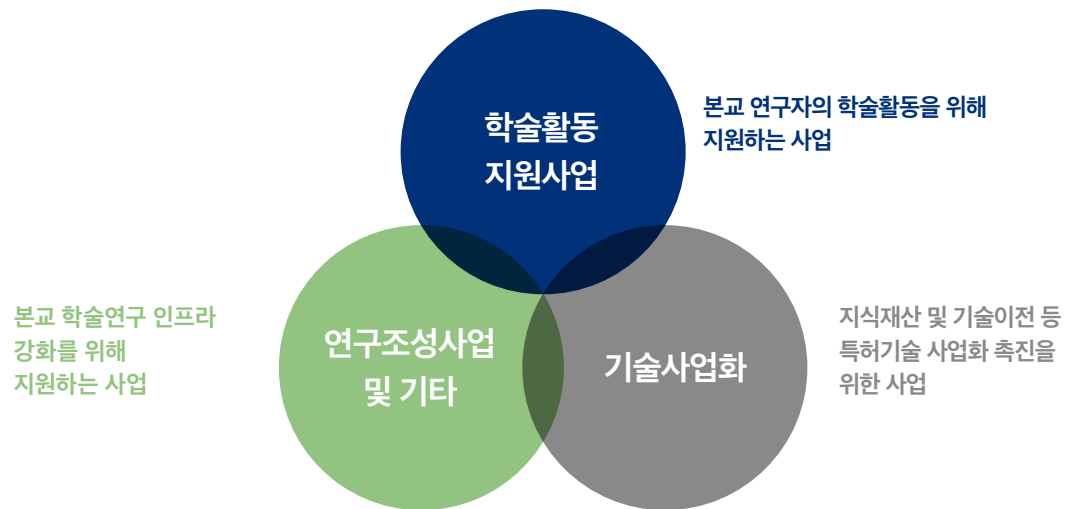 학술활동
지원사업
본교 연구자의 학술활동을 위해
지원하는 사업
본교 학술연구 인프라
강화를 위해
지원하는 사업
연구조성사업
및 기타
기술사업화
지식재산 및 기술이전 등
특허기술 사업화 촉진을
위한 사업